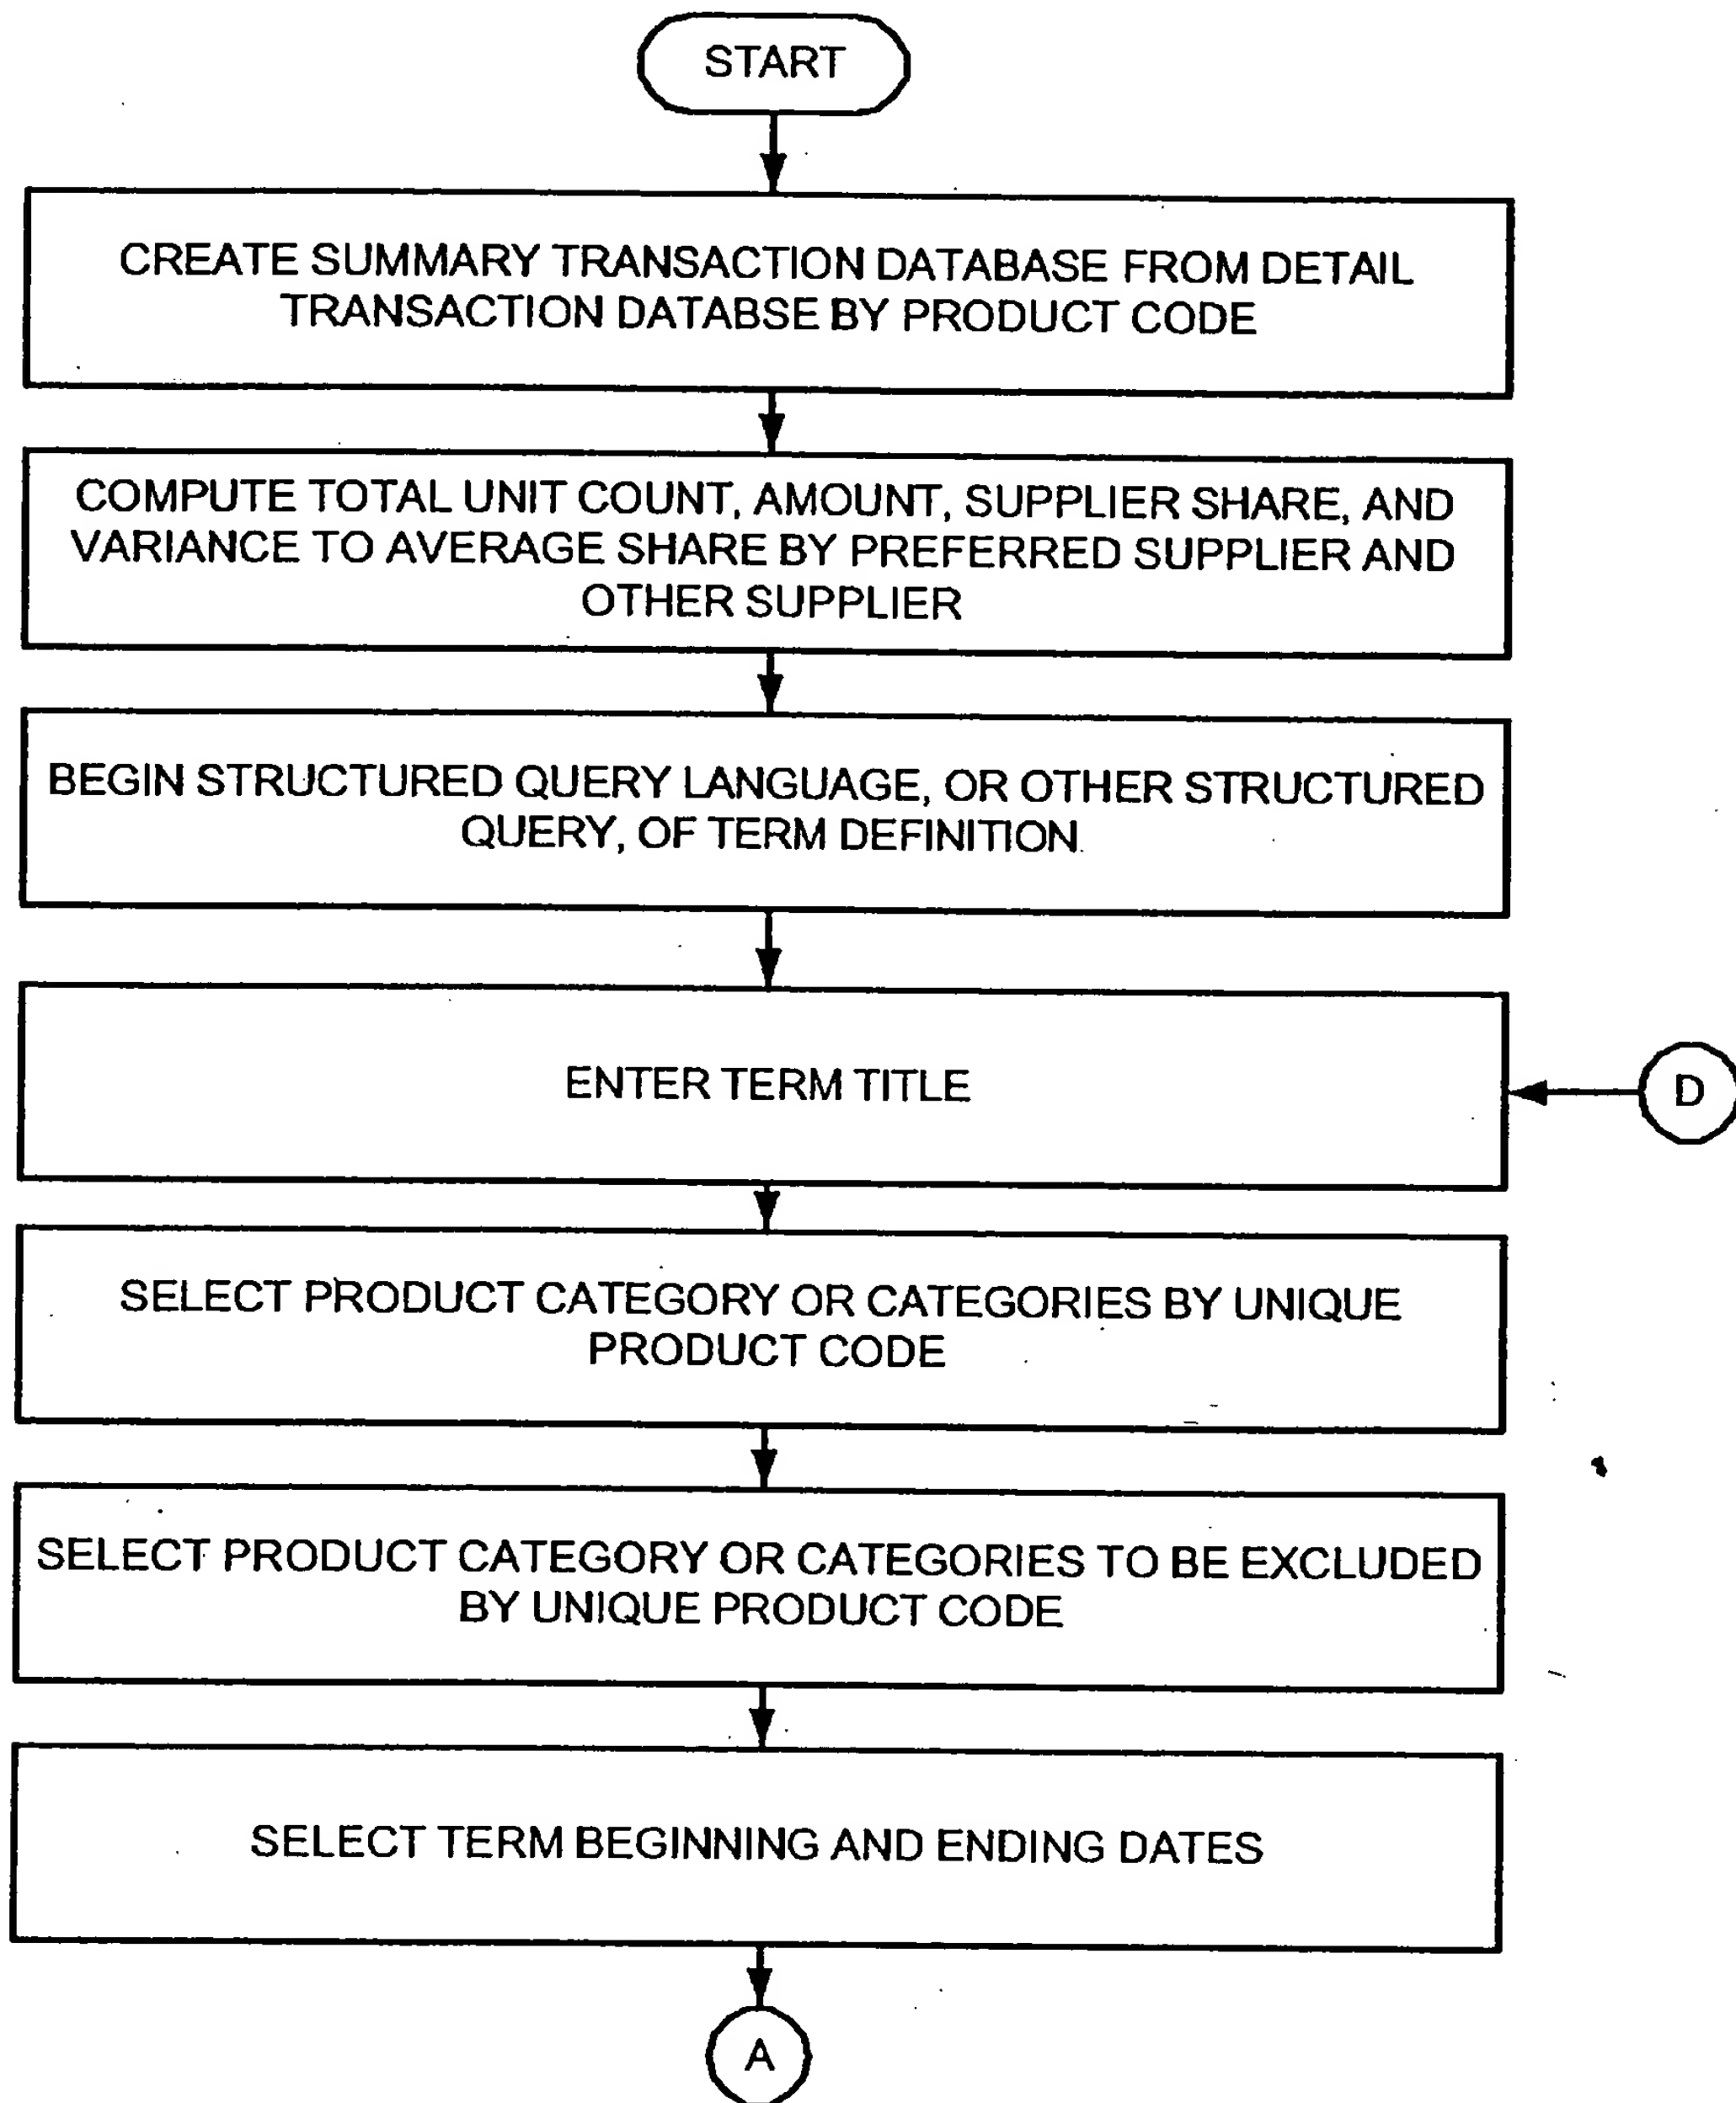 START
CREATE SUMMARY TRANSACTION DATABASE FROM DETAIL
TRANSACTION DATABSE BY PRODUCT CODE
COMPUTE TOTAL UNIT COUNT, AMOUNT, SUPPLIER SHARE, AND
VARIANCE TO AVERAGE SHARE BY PREFERRED SUPPLIER AND
OTHER SUPPLIER
BEGIN STRUCTURED QUERY LANGUAGE, OR OTHER STRUCTURED
QUERY, OF TERM DEFINITION
ENTER TERM TITLE
D
SELECT PRODUCT CATEGORY OR CATEGORIES BY UNIQUE
PRODUCT CODE
SELECT PRODUCT CATEGORY OR CATEGORIES TO BE EXCLUDED
BY UNIQUE PRODUCT CODE
SELECT TERM BEGINNING AND ENDING DATES
A